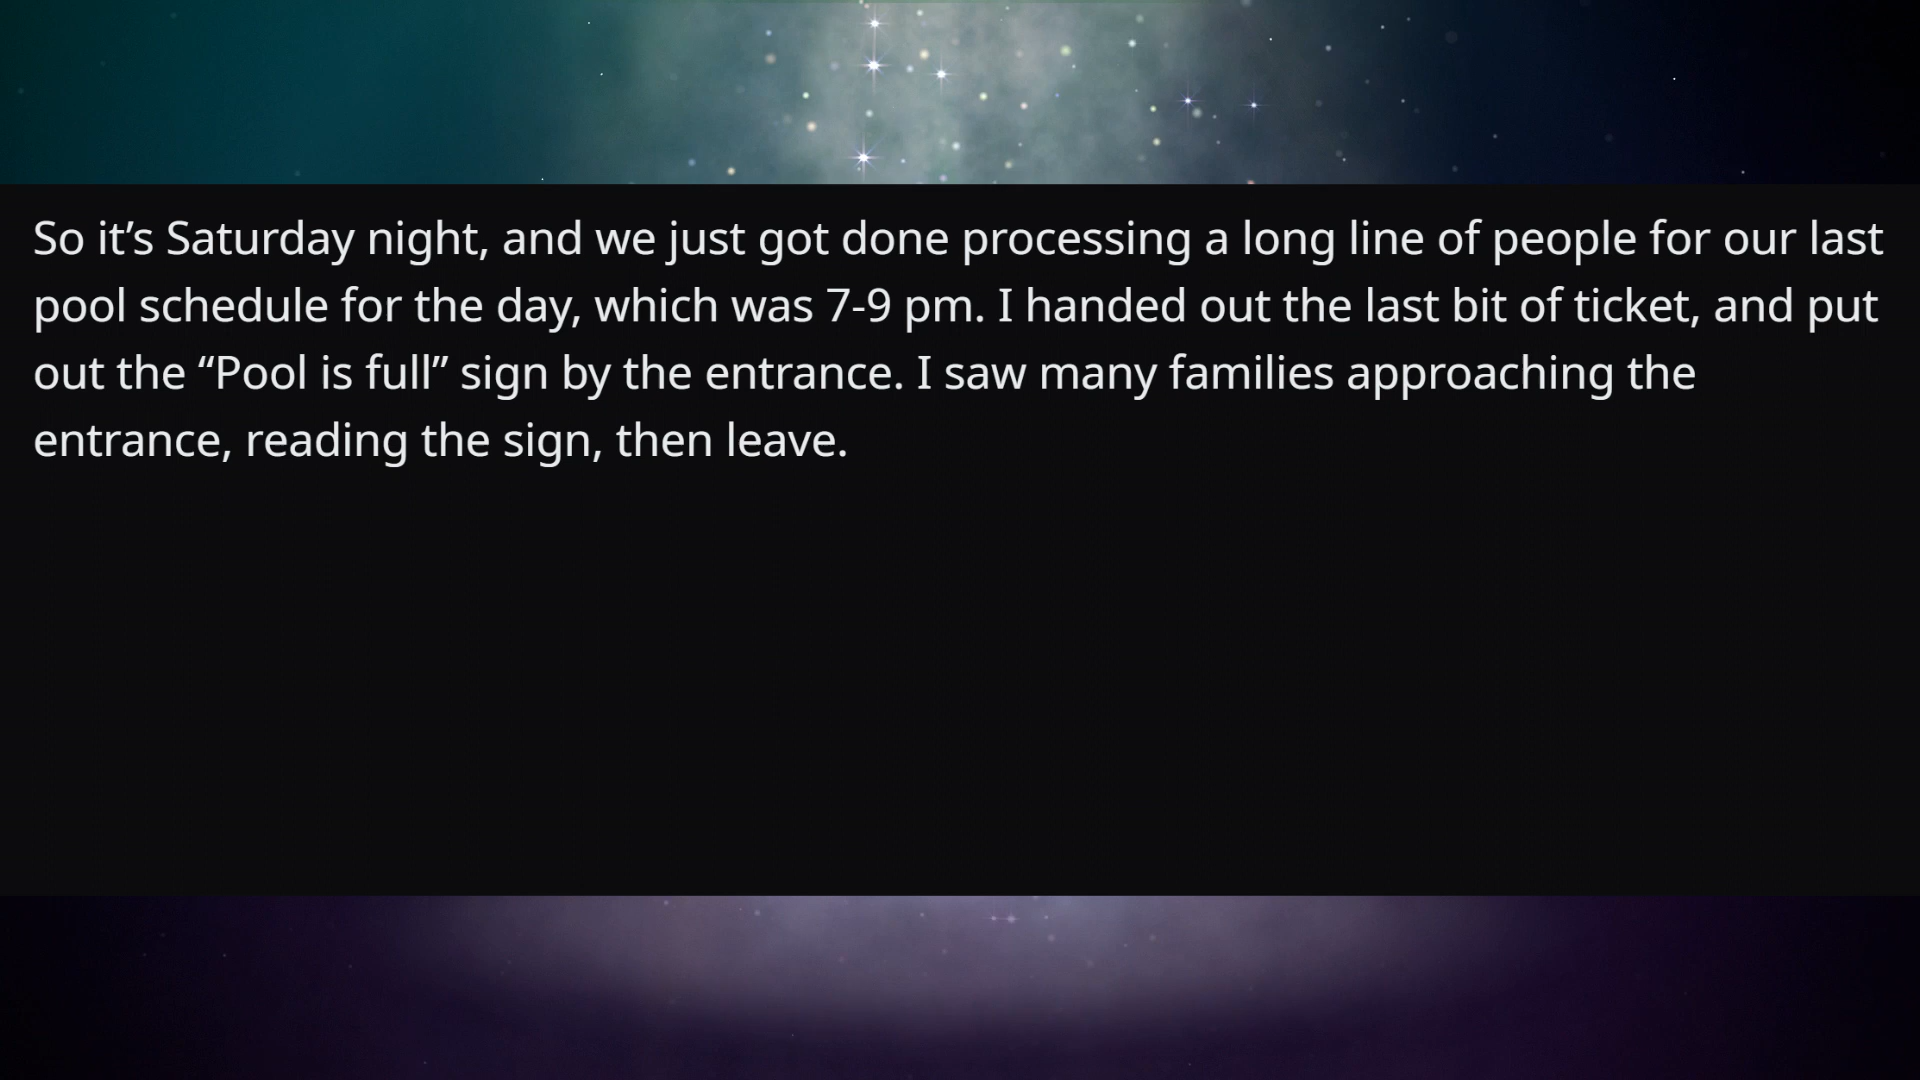 So it’s Saturday night, and we just got done processing a long line of people for our last
pool schedule for the day, which was 7-9 pm. I handed out the last bit of ticket, and put
out the “Pool is full” sign by the entrance. I saw many families approaching the
entrance, reading the sign, then leave.